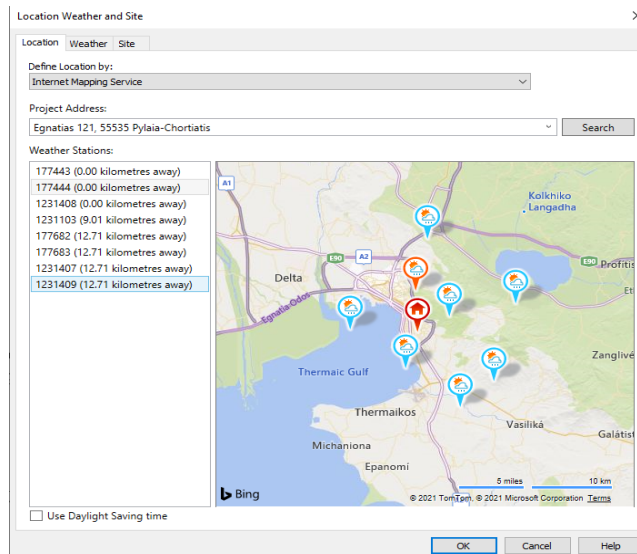 Location Weather and Site
Location Weather Site
Define Location by:
Internet Mapping Service
Project Address:
Egnatias 121, 55535 Pylaia-Chortiatis
Search
Weather Stations:
177443 (0.00 kilometres away)
177444 (0.00 kilometres away)
1231408 (0.00 kilometres away)
1231103 (9.01 kilometres away)
177682 (12.71 kilometres away)
177683 (12.71 kilometres away)
1231407 (12.71 kilometres away)
1231409 (12.71 kilometres away)
A1
Kolkhiko
Langadha
E90
A2
E90
Profitis
Delta
Egnatia Odos
Thermaic Gulf
Zanglivé
Thermaikos
Vasiliká
Galátist
Michaniona
Epanomí
5 miles
10 km
Bing
© 2021 TomTom, © 2021 Microsoft Corporation Terms
Use Daylight Saving time
OK Cancel Help